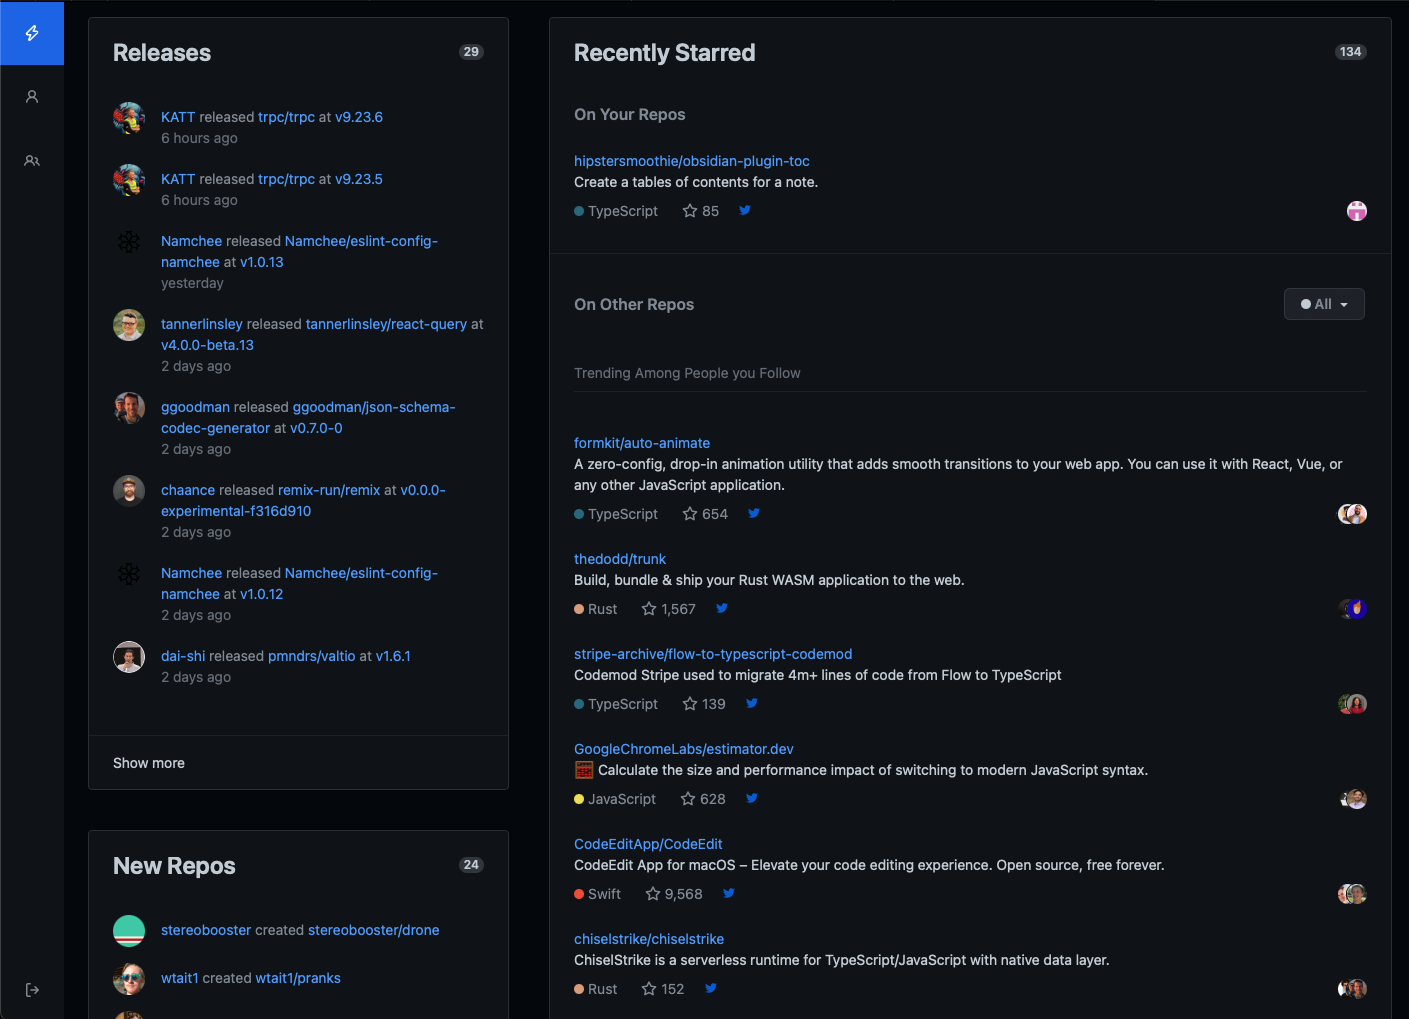 Releases
29
KATT released trpc/trpc at v9.23.6
6 hours ago
KATT released trpc/trpc at v9.23.5
6 hours ago
Namchee released Namchee/eslint-config-
namchee at v1.0.13
yesterday
tannerlinsley released tannerlinsley/react-query at
v4.0.0-beta.13
2 days ago
ggoodman released ggoodman/json-schema-
codec-generator at v0.7.0-0
2 days ago
chaance released remix-run/remix at v0.0.0-
experimental-f316d910
2 days ago
Namchee released Namchee/eslint-config-
namchee at v1.0.12
2 days ago
dai-shi released pmndrs/valtio at v1.6.1
2 days ago
Show more
New Repos
24
stereobooster created stereobooster/drone
wtait1 created wtait1/pranks
Recently Starred
134
On Your Repos
hipstersmoothie/obsidian-plugin-toc
Create a tables of contents for a note.
TypeScript 85
On Other Repos
All
Trending Among People you Follow
formkit/auto-animate
A zero-config, drop-in animation utility that adds smooth transitions to your web app. You can use it with React, Vue, or
any other JavaScript application.
TypeScript 654
thedodd/trunk
Build, bundle & ship your Rust WASM application to the web.
Rust 1,567
stripe-archive/flow-to-typescript-codemod
Codemod Stripe used to migrate 4m+ lines of code from Flow to TypeScript
TypeScript 139
GoogleChromeLabs/estimator.dev
🧮 Calculate the size and performance impact of switching to modern JavaScript syntax.
JavaScript 628
CodeEditApp/CodeEdit
CodeEdit App for macOS – Elevate your code editing experience. Open source, free forever.
Swift 9,568
chiselstrike/chiselstrike
ChiselStrike is a serverless runtime for TypeScript/JavaScript with native data layer.
Rust 152